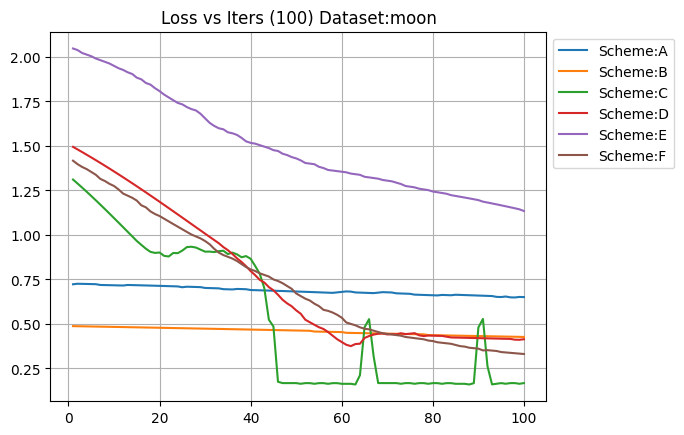 Loss vs Iters (100) Dataset:moon
2.00
1.75
1.50
1.25
1.00
0.75
0.50
0.25
0 20 40 60 80 100
Scheme:A
Scheme:B
Scheme:C
Scheme:D
Scheme:E
Scheme:F